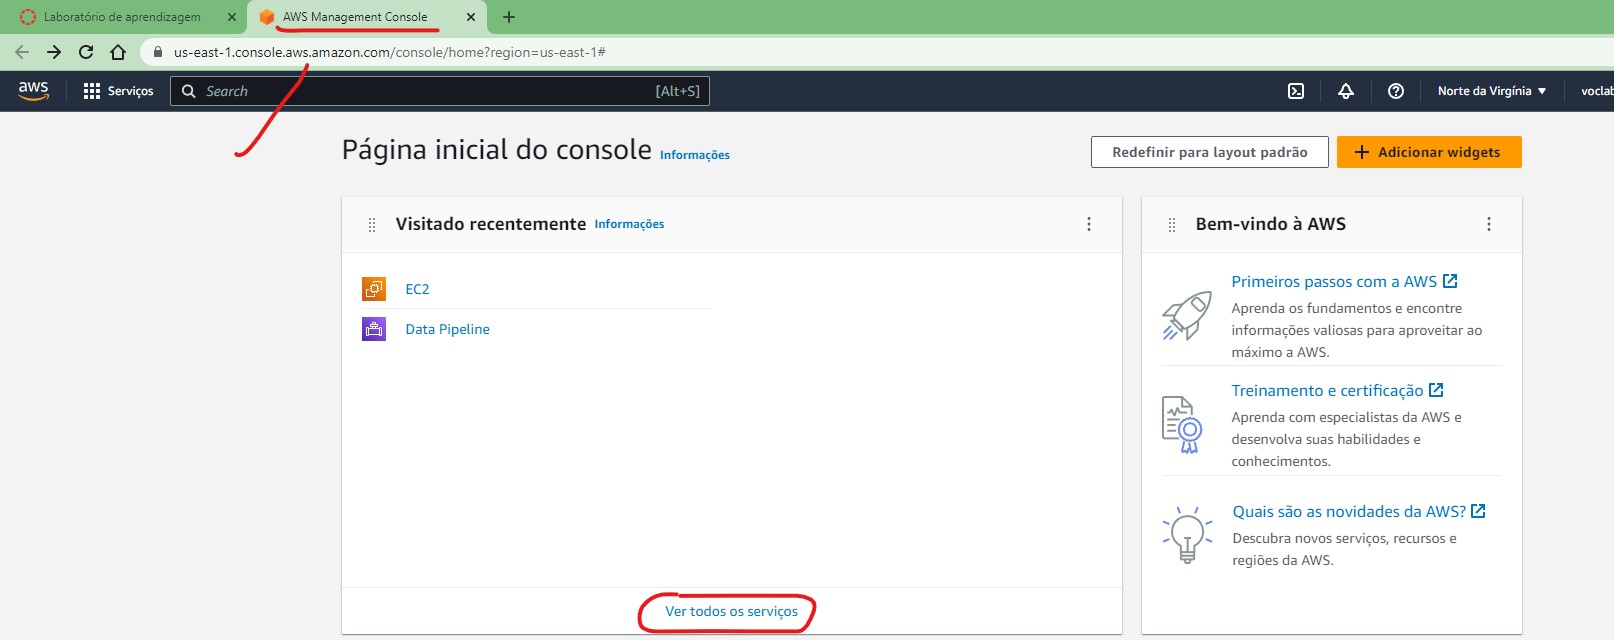 Laboratório de aprendizagem
AWS Management Console
us-east-1.console.aws.amazon.com/console/home?region=us-east-1#
aws
Serviços
Search
[Alt+S]
Norte da Virgínia
voclab
Página inicial do console
Informações
Redefinir para layout padrão
Adicionar widgets
Visitado recentemente
Informações
EC2
Data Pipeline
Ver todos os serviços
Bem-vindo à AWS
Primeiros passos com a AWS
Aprenda os fundamentos e encontre
informações valiosas para aproveitar ao
máximo a AWS.
Treinamento e certificação
Aprenda com especialistas da AWS e
desenvolva suas habilidades e
conhecimentos.
Quais são as novidades da AWS?
Descubra novos serviços, recursos e
regiões da AWS.